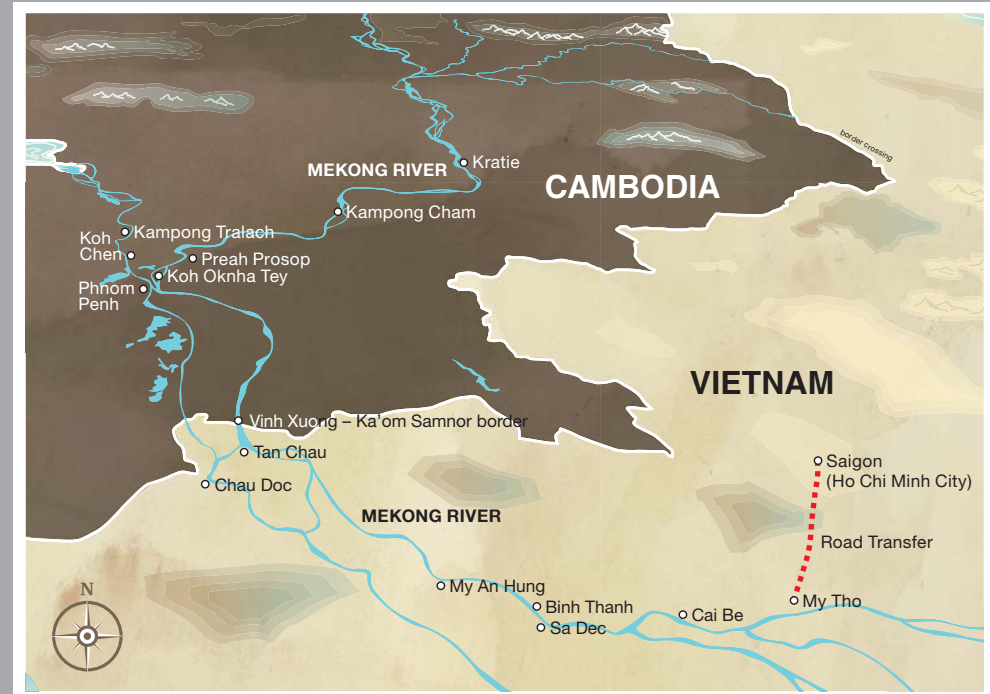 border crossing
Kratie
MEKONG RIVER
CAMBODIA
Kampong Cham
Kampong Tralach
Koh
Chen
Preah Prosop
Koh Oknha Tey
Phnom
Penh
VIETNAM
Vinh Xuong – Ka'om Samnor border
Tan Chau
Saigon
(Ho Chi Minh City)
Chau Doc
MEKONG RIVER
Road Transfer
My An Hung
My Tho
Binh Thanh
Cai Be
Sa Dec
N